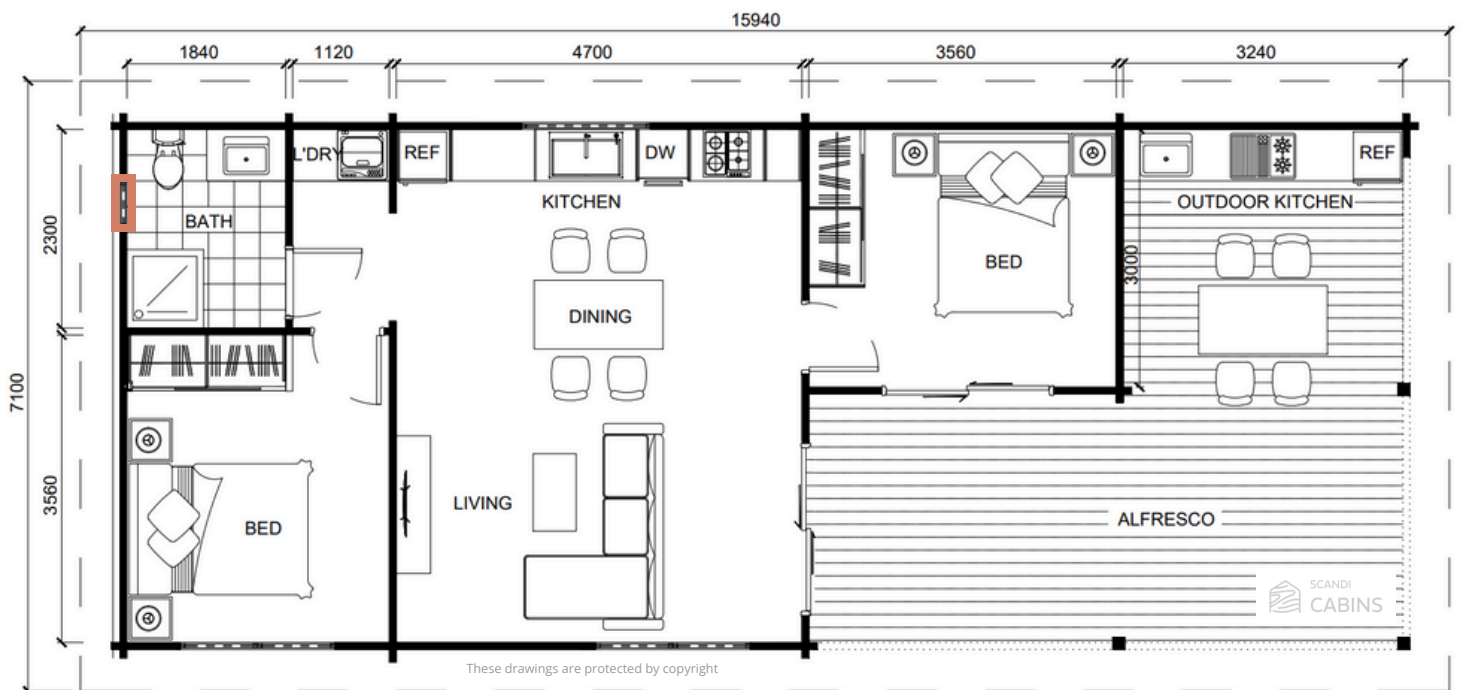 15940
1840 1120 4700 3560 3240
L'DRY REF DW REF
KITCHEN OUTDOOR KITCHEN
BATH
2300
BED
3000
DINING
7100
3560
LIVING
BED
ALFRESCO
SCANDI
CABINS
These drawings are protected by copyright